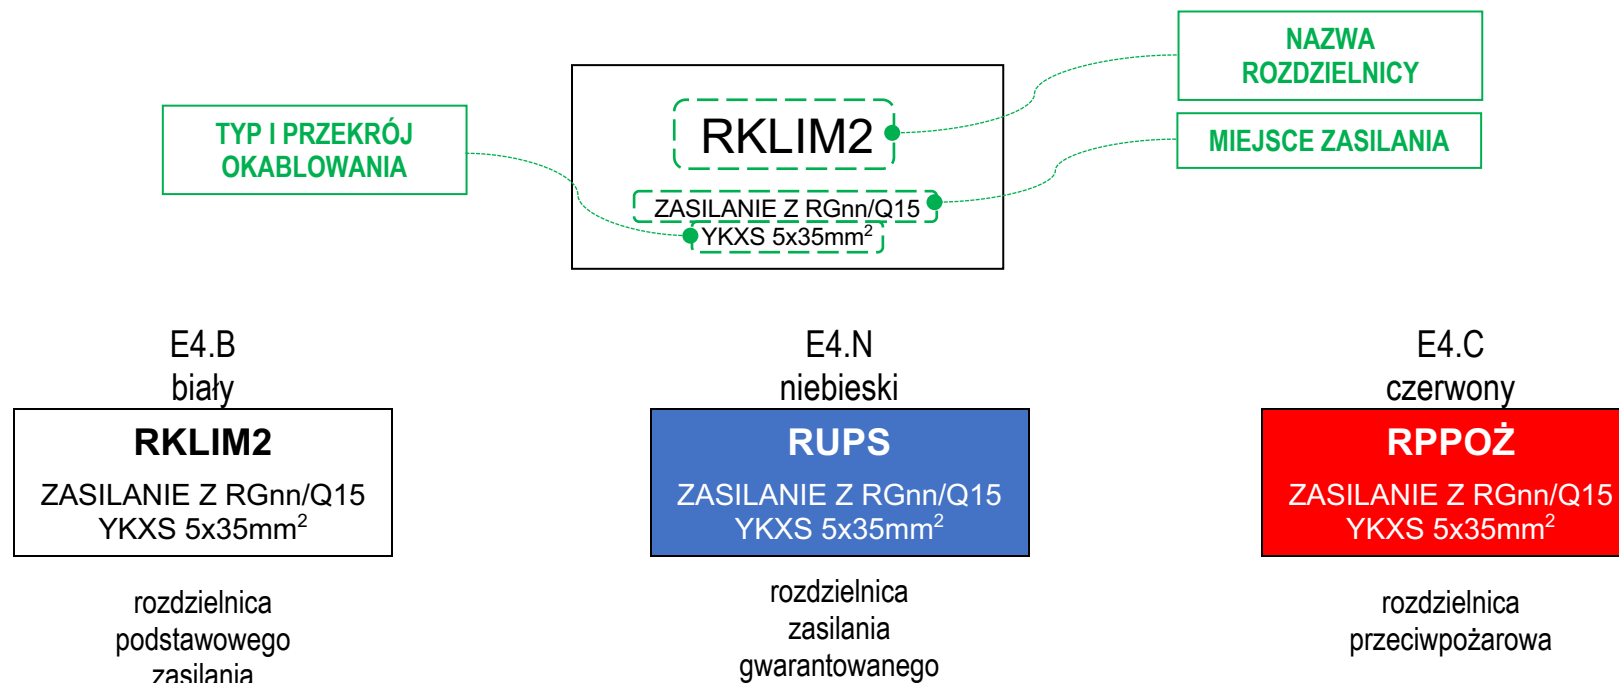 NAZWA
ROZDZIELNICY
TYP I PRZEKRÓJ
OKABLOWANIA
RKLIM2
MIEJSCE ZASILANIA
ZASILANIE Z RGnn/Q15
YKXS 5x35mm²
E4.B
biały
RKLIM2
ZASILANIE Z RGnn/Q15
YKXS 5x35mm²
rozdzielnica
podstawowego
zasilania
E4.N
niebieski
RUPS
ZASILANIE Z RGnn/Q15
YKXS 5x35mm²
rozdzielnica
zasilania
gwarantowanego
E4.C
czerwony
RPPOŻ
ZASILANIE Z RGnn/Q15
YKXS 5x35mm²
rozdzielnica
przeciwpożarowa